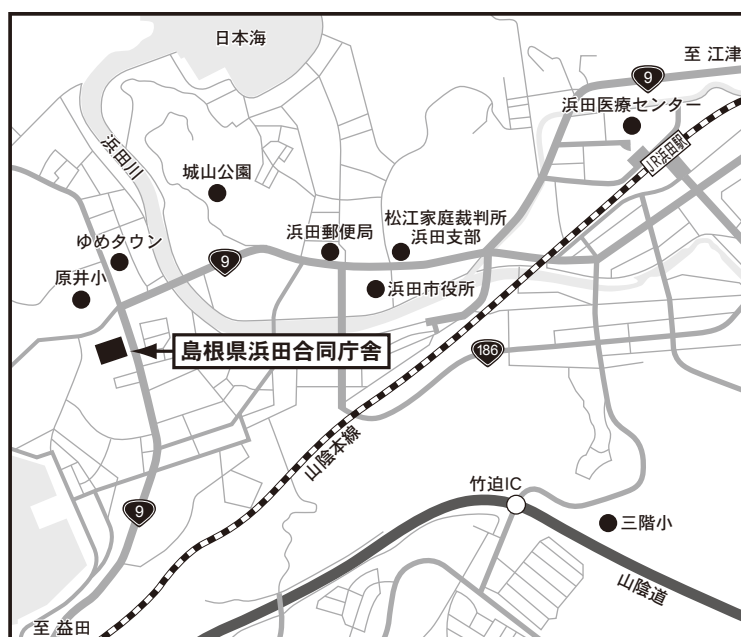 日本海
至 江津
9
浜田医療センター
JR浜田駅
浜田川
城山公園
松江家庭裁判所
浜田支部
浜田郵便局
ゆめタウン
9
原井小
浜田市役所
島根県浜田合同庁舎
186
山陰本線
竹迫IC
9
三階小
山陰道
至 益田